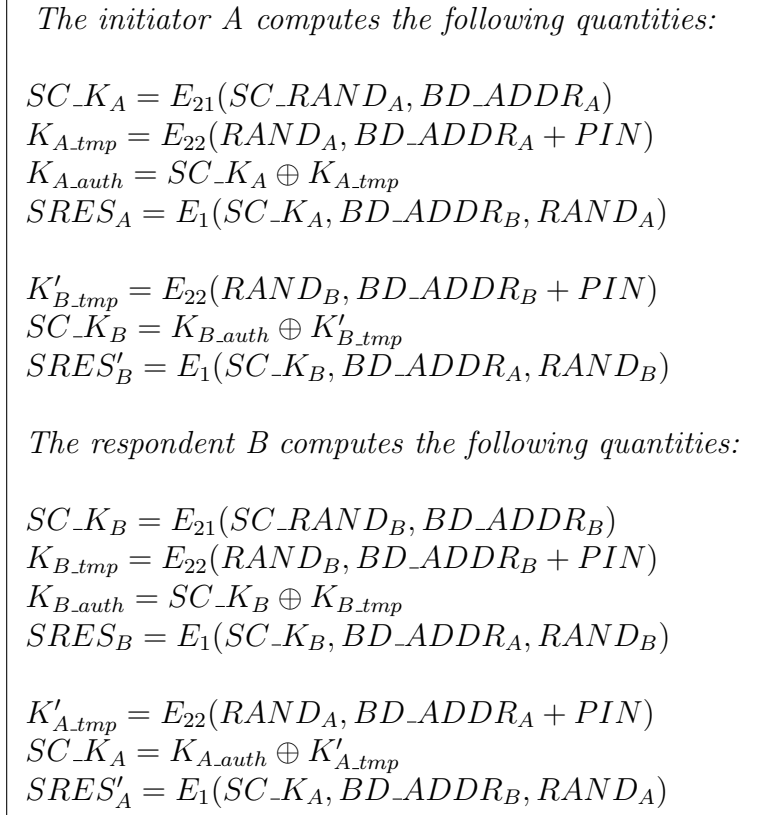 The initiator A computes the following quantities:
SC_K_A = E_21(SC_RAND_A, BD_ADDR_A)
K_A_tmp = E_22(RAND_A, BD_ADDR_A + PIN)
K_A_auth = SC_K_A ⊕ K_A_tmp
SRES_A = E_1(SC_K_A, BD_ADDR_B, RAND_A)
K′_B_tmp = E_22(RAND_B, BD_ADDR_B + PIN)
SC_K_B = K_B_auth ⊕ K′_B_tmp
SRES′_B = E_1(SC_K_B, BD_ADDR_A, RAND_B)
The respondent B computes the following quantities:
SC_K_B = E_21(SC_RAND_B, BD_ADDR_B)
K_B_tmp = E_22(RAND_B, BD_ADDR_B + PIN)
K_B_auth = SC_K_B ⊕ K_B_tmp
SRES_B = E_1(SC_K_B, BD_ADDR_A, RAND_B)
K′_A_tmp = E_22(RAND_A, BD_ADDR_A + PIN)
SC_K_A = K_A_auth ⊕ K′_A_tmp
SRES′_A = E_1(SC_K_A, BD_ADDR_B, RAND_A)